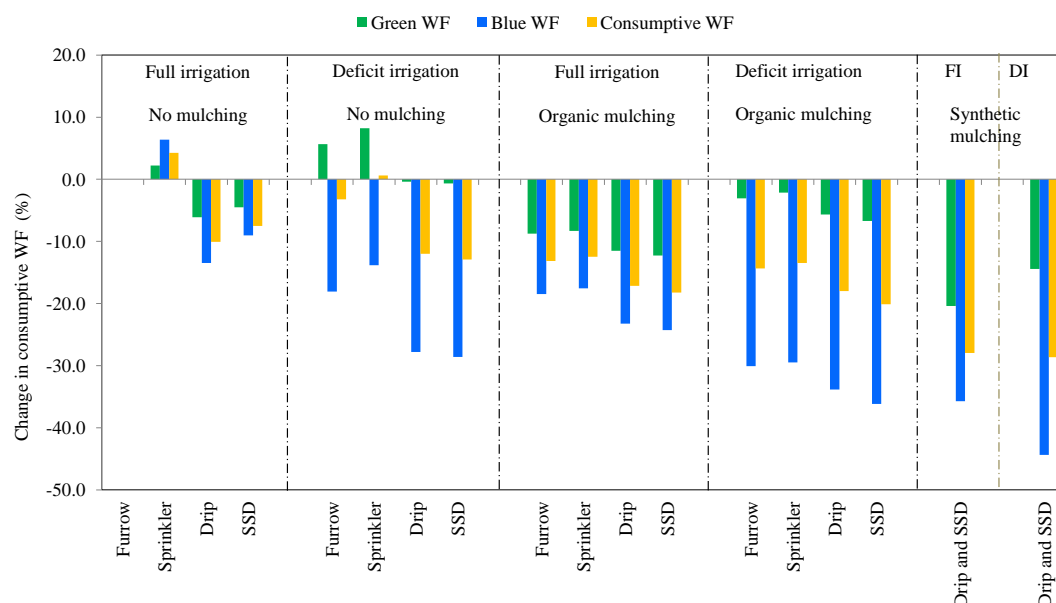 Green WF Blue WF Consumptive WF
Change in consumptive WF (%)
20.0
10.0
0.0
-10.0
-20.0
-30.0
-40.0
-50.0
Full irrigation
No mulching
Deficit irrigation
No mulching
Full irrigation
Organic mulching
Deficit irrigation
Organic mulching
FI DI
Synthetic
mulching
Furrow
Sprinkler
Drip
SSD
Furrow
Sprinkler
Drip
SSD
Furrow
Sprinkler
Drip
SSD
Furrow
Sprinkler
Drip
SSD
Drip and SSD
Drip and SSD